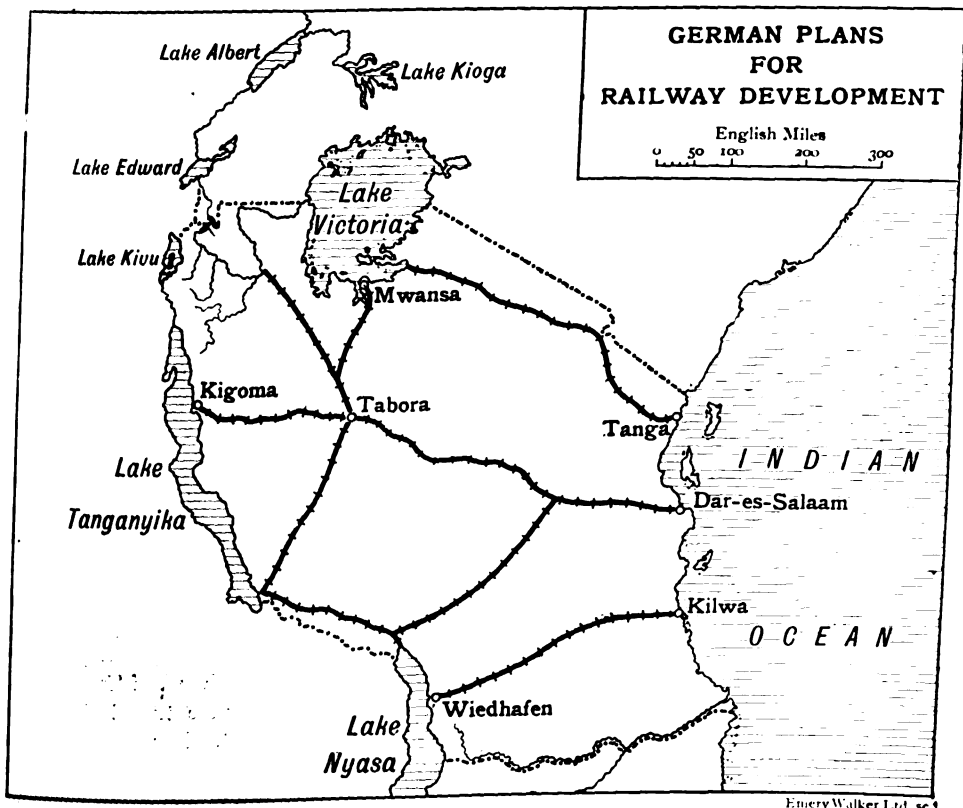 GERMAN PLANS
FOR
RAILWAY DEVELOPMENT
English Miles
0 50 100 200 300
Lake Albert
Lake Kioga
Lake Edward
Lake
Victoria
Lake Kivu
Mwansa
Kigoma
Tabora
Tanga
INDIAN
Lake
Tanganyika
Dar-es-Salaam
Kilwa
OCEAN
Wiedhafen
Lake
Nyasa
Emery Walker Ltd. sc.